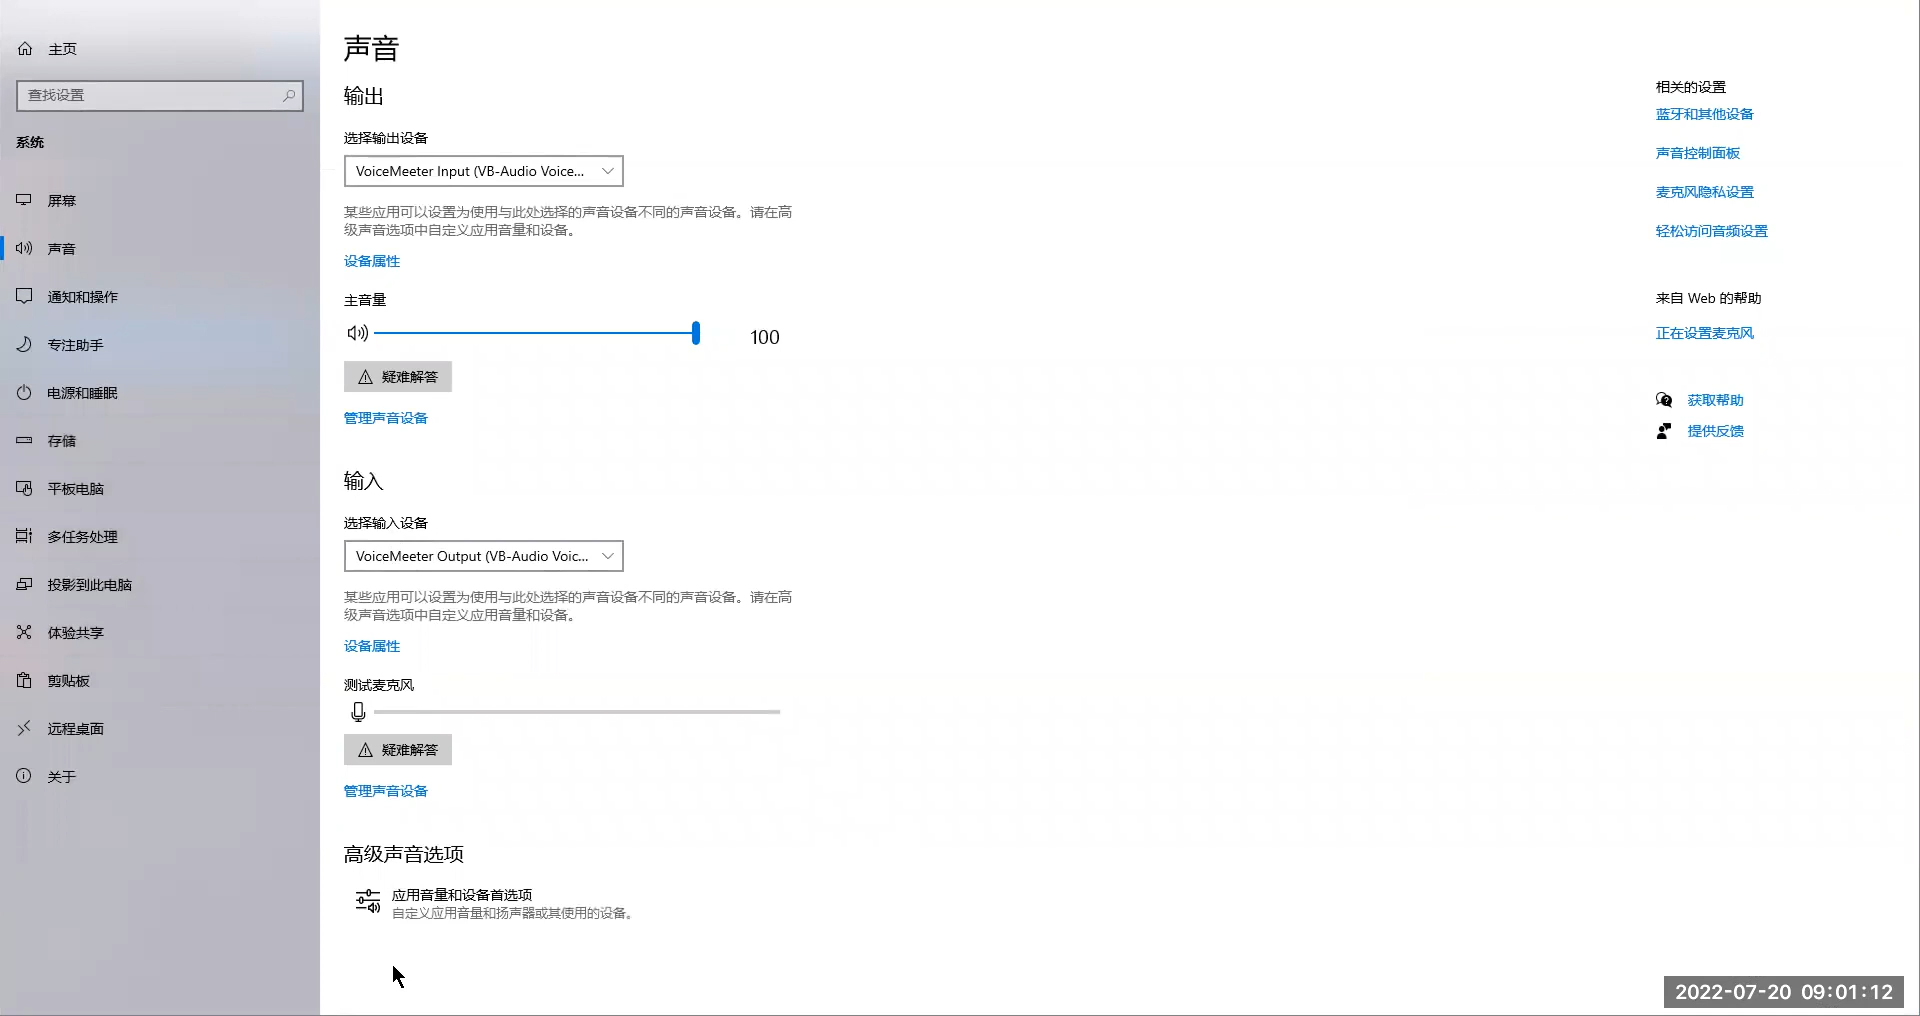 主页
查找设置
系统
屏幕
声音
通知和操作
专注助手
电源和睡眠
存储
平板电脑
多任务处理
投影到此电脑
体验共享
剪贴板
远程桌面
关于
声音
输出
选择输出设备
VoiceMeeter Input (VB-Audio Voice...
某些应用可以设置为使用与此处选择的声音设备不同的声音设备。请在高
级声音选项中自定义应用音量和设备。
设备属性
主音量
100
疑难解答
管理声音设备
输入
选择输入设备
VoiceMeeter Output (VB-Audio Voic...
某些应用可以设置为使用与此处选择的声音设备不同的声音设备。请在高
级声音选项中自定义应用音量和设备。
设备属性
测试麦克风
疑难解答
管理声音设备
高级声音选项
应用音量和设备首选项
自定义应用音量和扬声器或其使用的设备。
相关的设置
蓝牙和其他设备
声音控制面板
麦克风隐私设置
轻松访问音频设置
来自 Web 的帮助
正在设置麦克风
获取帮助
提供反馈
2022-07-20 09:01:12